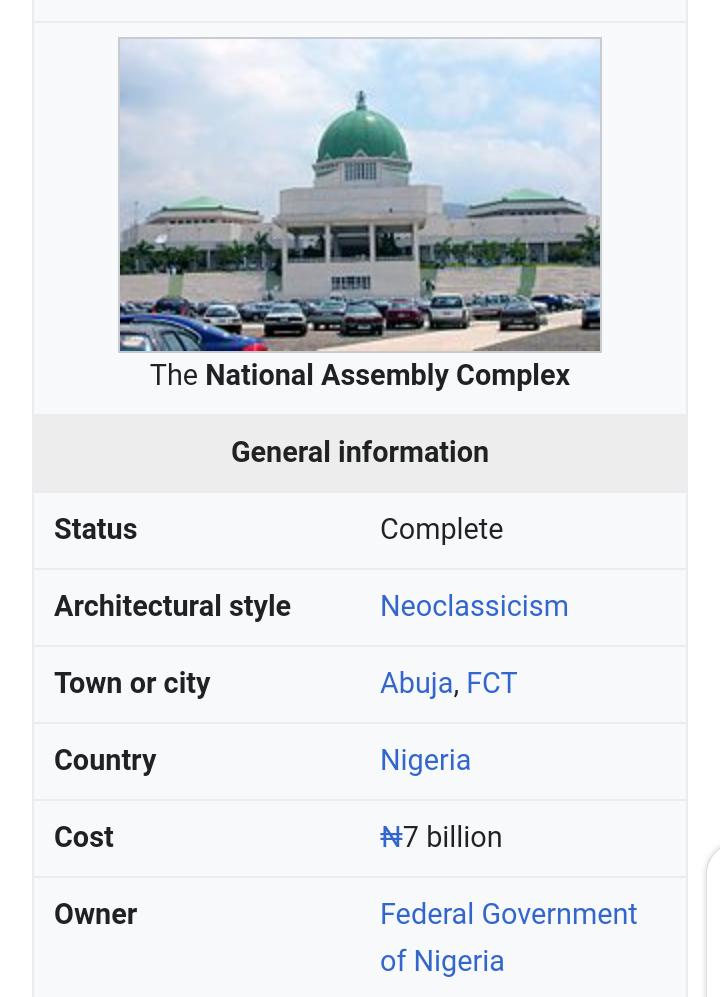 The National Assembly Complex
General information
Status Complete
Architectural style Neoclassicism
Town or city Abuja, FCT
Country Nigeria
Cost ₦7 billion
Owner Federal Government
of Nigeria